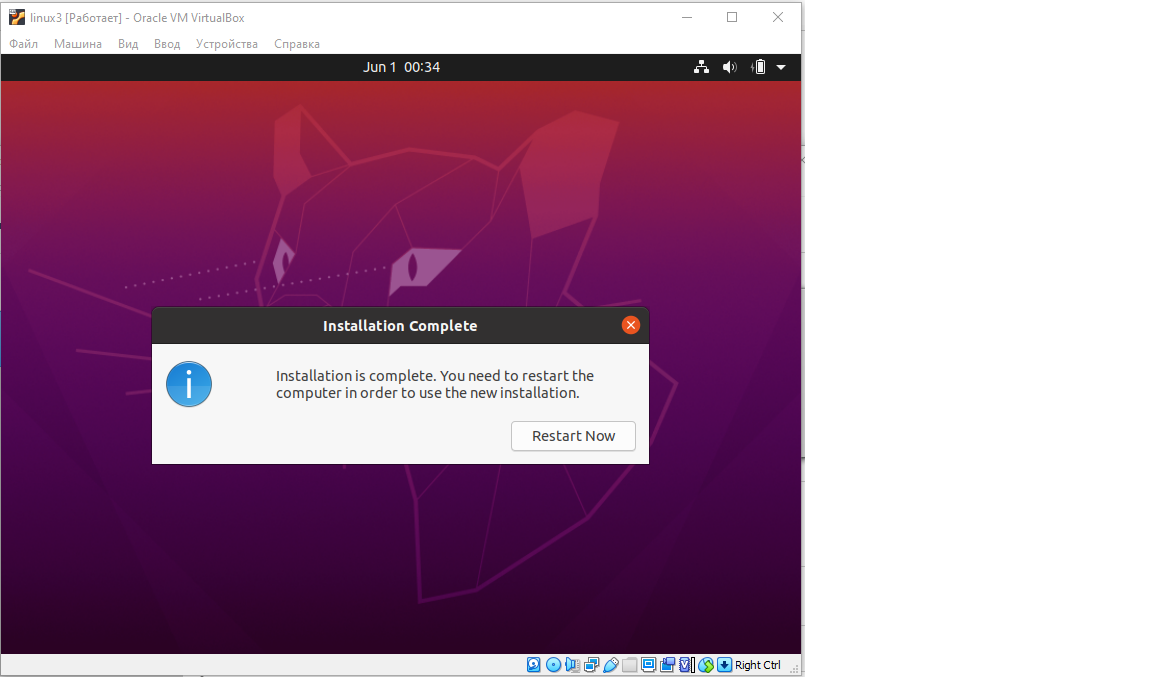 linux3 [Работает] - Oracle VM VirtualBox
Файл Машина Вид Ввод Устройства Справка
Jun 1 00:34
Installation Complete
Installation is complete. You need to restart the
computer in order to use the new installation.
Restart Now
Right Ctrl